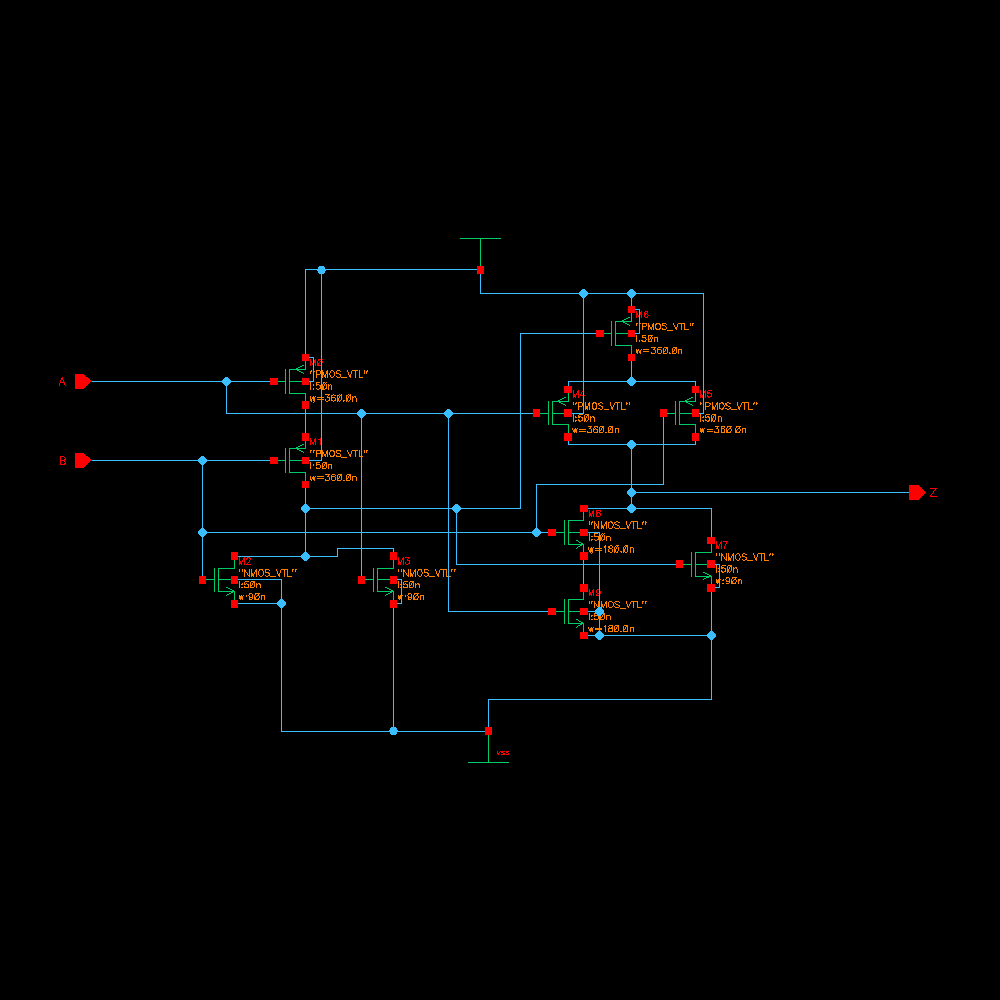 M6
"PMOS_VTL"
l:50n
w=360.0n
A
M0
"PMOS_VTL"
l:50n
w=360.0n
M4
"PMOS_VTL"
l:50n
w=360.0n
M5
"PMOS_VTL"
l:50n
w=360.0n
B
M1
"PMOS_VTL"
l:50n
w=360.0n
Z
M8
"NMOS_VTL"
l:50n
w=180.0n
M7
"NMOS_VTL"
l:50n
w:90n
M2
"NMOS_VTL"
l:50n
w:90n
M3
"NMOS_VTL"
l:50n
w:90n
M9
"NMOS_VTL"
l:50n
w=180.0n
vss